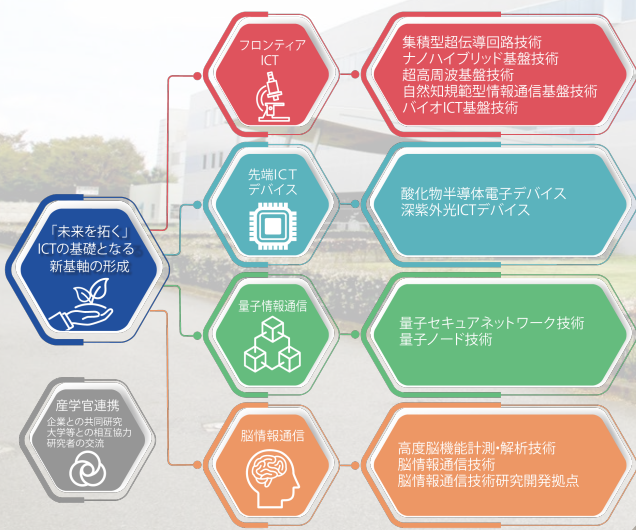 フロンティア
ICT
集積型超伝導回路技術
ナノハイブリッド基盤技術
超高周波基盤技術
自然知規範型情報通信基盤技術
バイオICT基盤技術
先端ICT
デバイス
酸化物半導体電子デバイス
深紫外光ICTデバイス
「未来を拓く」
ICTの基礎となる
新基軸の形成
量子情報通信
量子セキュアネットワーク技術
量子ノード技術
産学官連携
企業との共同研究
大学等との相互協力
研究者の交流
脳情報通信
高度脳機能計測・解析技術
脳情報通信技術
脳情報通信技術研究開発拠点